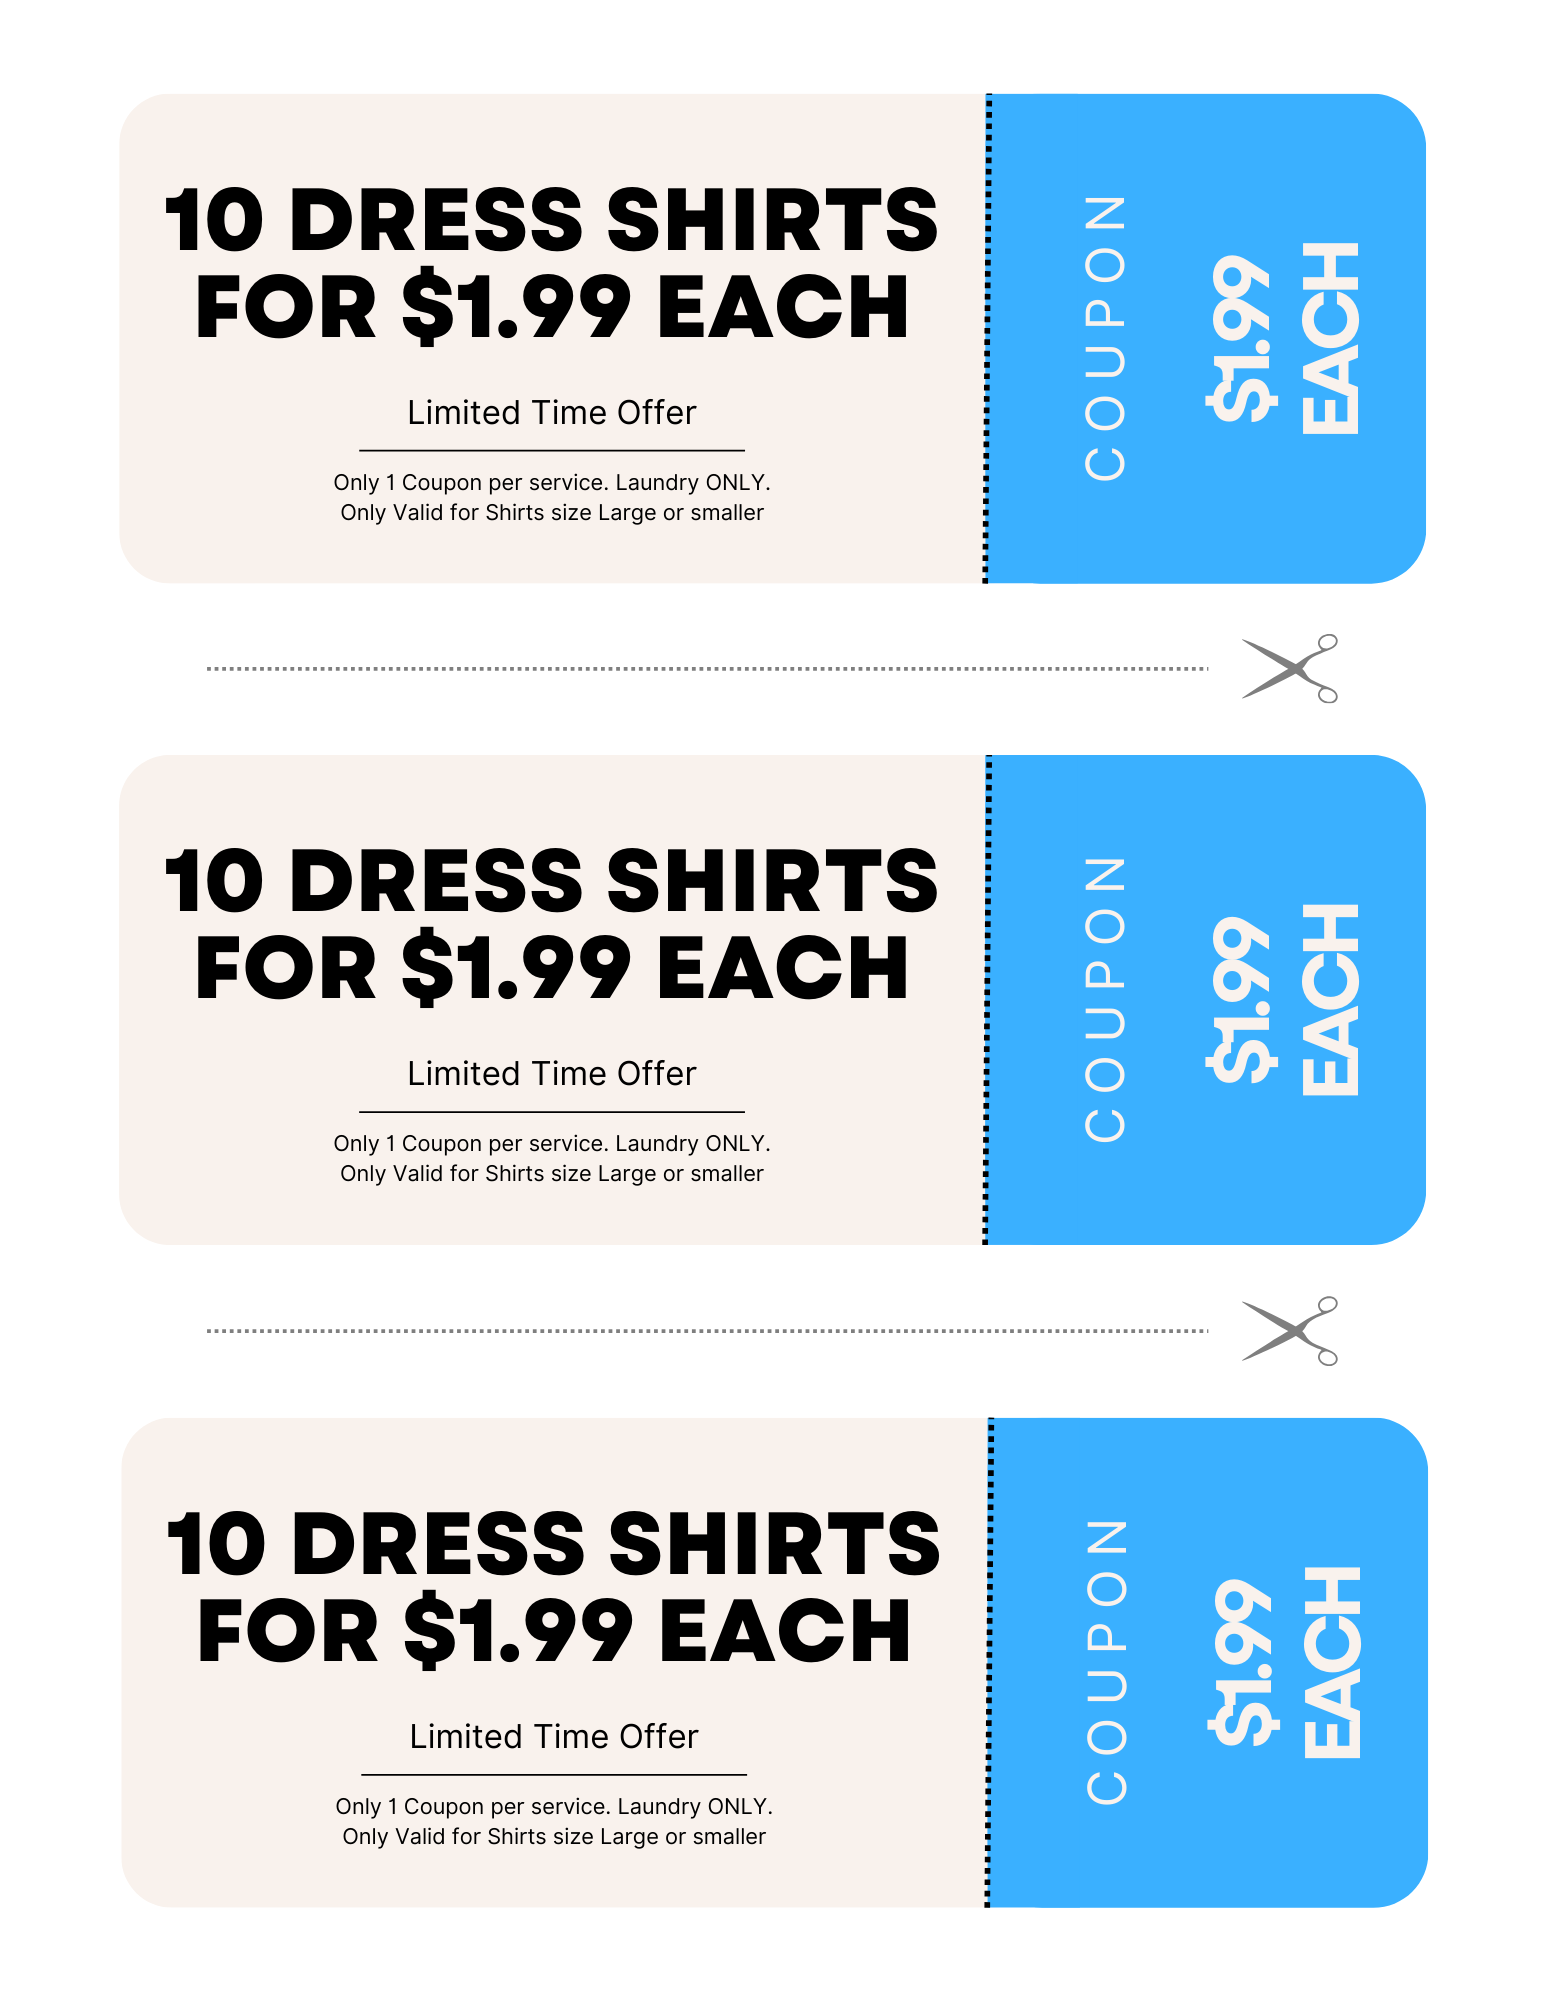 10 DRESS SHIRTS
FOR $1.99 EACH
Limited Time Offer
Only 1 Coupon per service. Laundry ONLY.
Only Valid for Shirts size Large or smaller
COUPON
$1.99
EACH
10 DRESS SHIRTS
FOR $1.99 EACH
Limited Time Offer
Only 1 Coupon per service. Laundry ONLY.
Only Valid for Shirts size Large or smaller
COUPON
$1.99
EACH
10 DRESS SHIRTS
FOR $1.99 EACH
Limited Time Offer
Only 1 Coupon per service. Laundry ONLY.
Only Valid for Shirts size Large or smaller
COUPON
$1.99
EACH